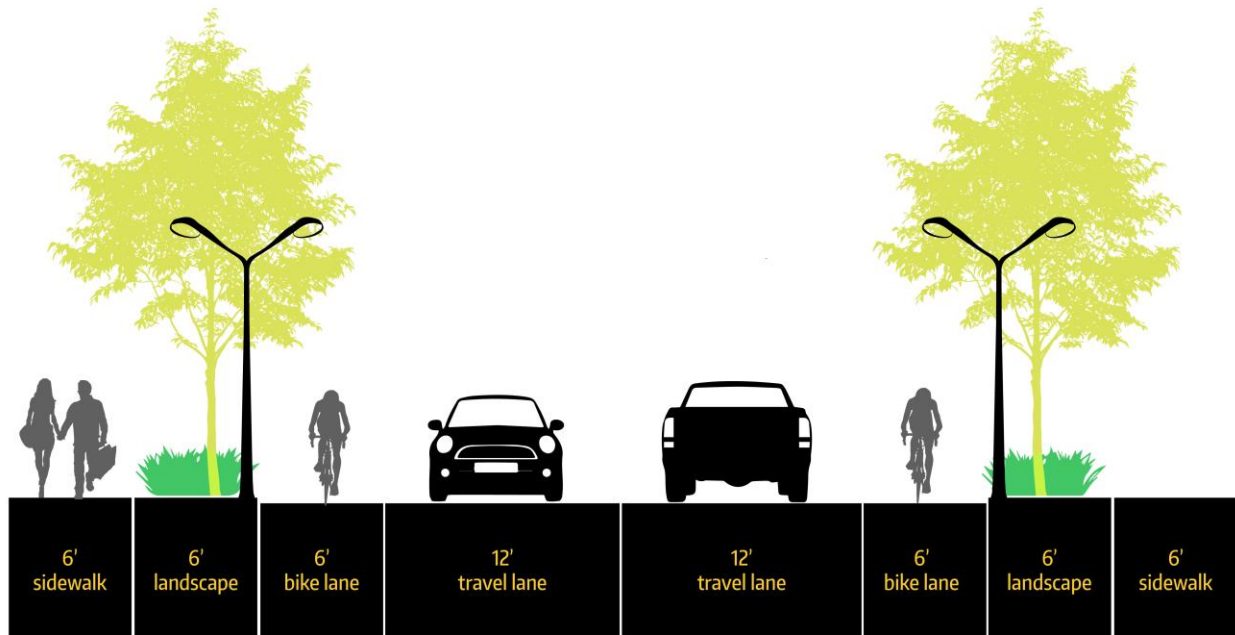 6'
sidewalk
6'
landscape
6'
bike lane
12'
travel lane
12'
travel lane
6'
bike lane
6'
landscape
6'
sidewalk